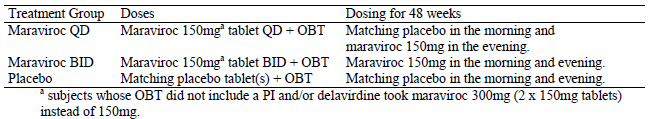 Treatment Group Doses Dosing for 48 weeks
Maraviroc QD Maraviroc 150mgᵃ tablet QD + OBT Matching placebo in the morning and
maraviroc 150mg in the evening.
Maraviroc BID Maraviroc 150mgᵃ tablet BID + OBT Maraviroc 150mg in the morning and evening.
Placebo Matching placebo tablet(s) + OBT Matching placebo in the morning and evening.
ᵃ subjects whose OBT did not include a PI and/or delavirdine took maraviroc 300mg (2 x 150mg tablets)
instead of 150mg.